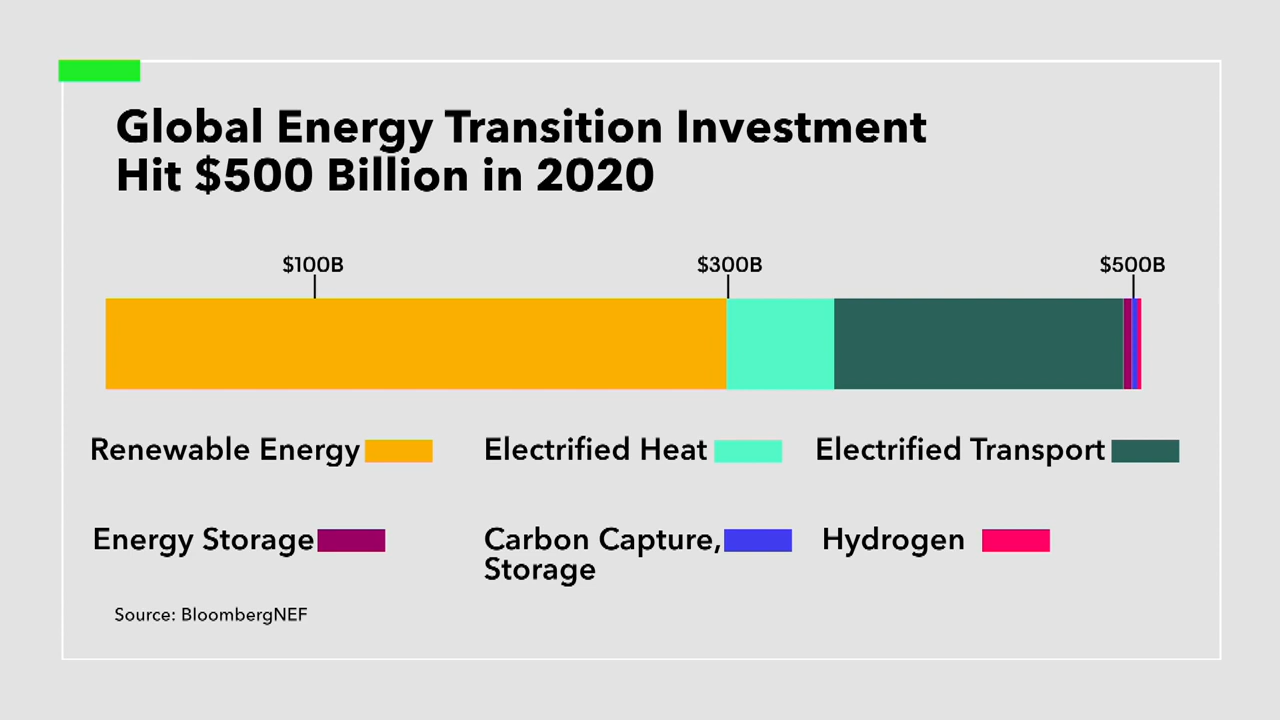 Global Energy Transition Investment
Hit $500 Billion in 2020
$100B $300B $500B
Renewable Energy Electrified Heat Electrified Transport
Energy Storage Carbon Capture, Hydrogen
Storage
Source: BloombergNEF